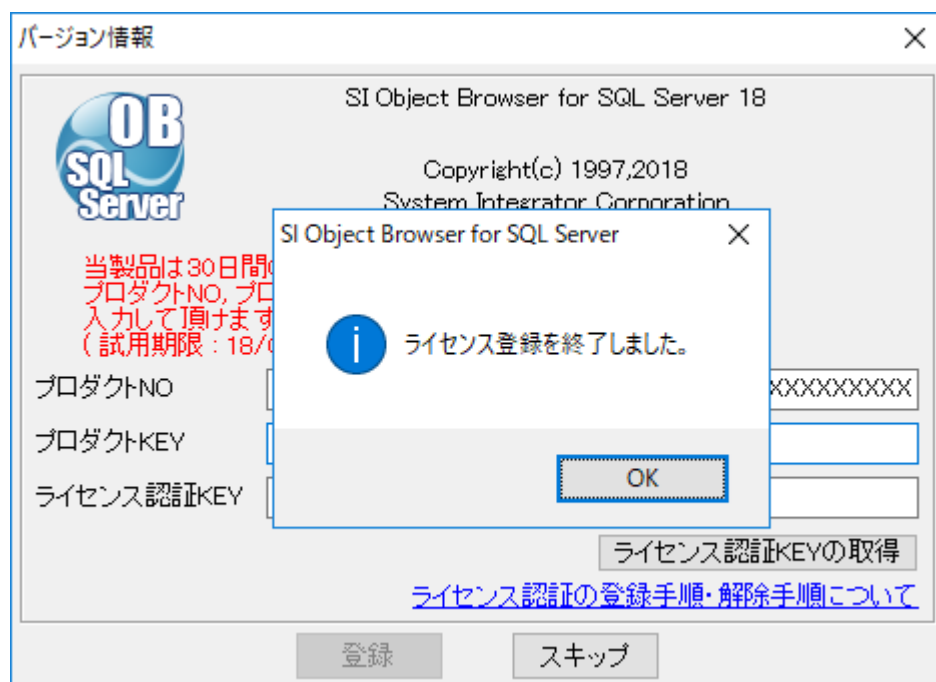 バージョン情報
OB
SQL
Server
SI Object Browser for SQL Server 18
Copyright(c) 1997,2018
System Integrator Corporation
SI Object Browser for SQL Server
当製品は30日間
プロダクトNO, プロ
入力して頂けます
( 試用期限 : 18/
ライセンス登録を終了しました。
プロダクトNO
XXXXXXXXXX
プロダクトKEY
OK
ライセンス認証KEY
ライセンス認証KEYの取得
ライセンス認証の登録手順・解除手順について
登録
スキップ